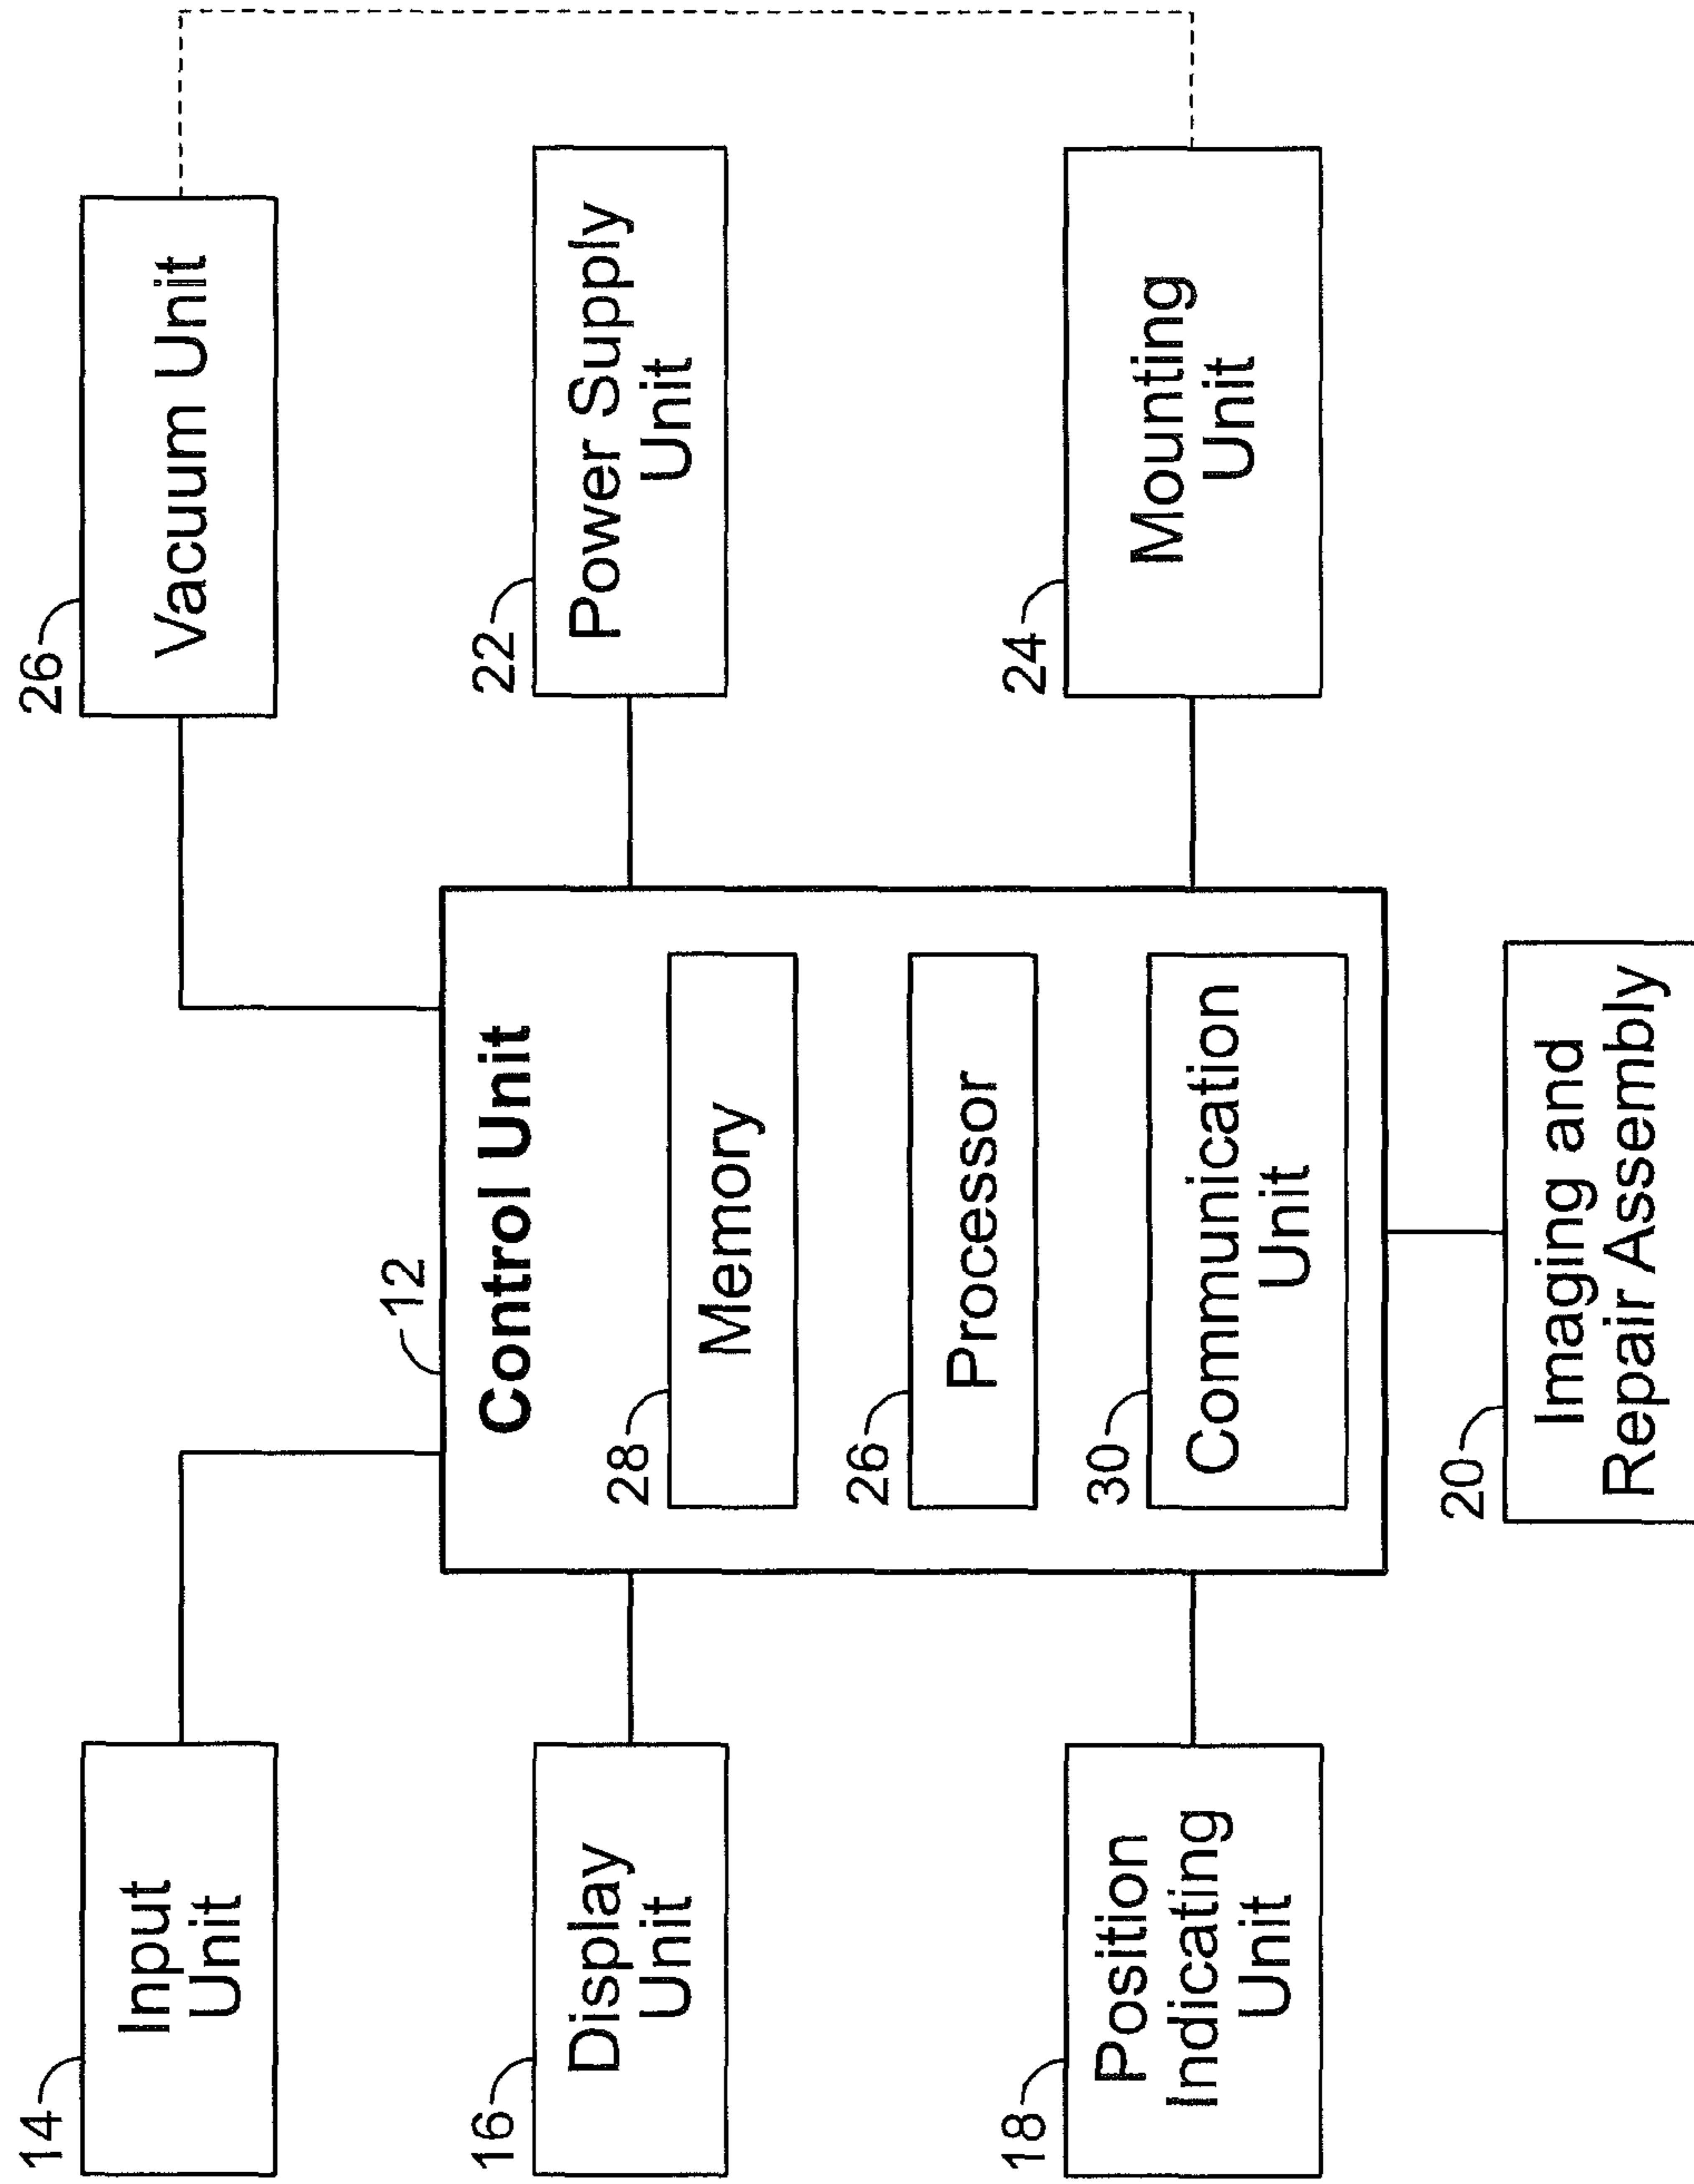 14
Input
Unit
26
Vacuum Unit
12
Control Unit
16
Display
Unit
28
Memory
22
Power Supply
Unit
26
Processor
18
Position
Indicating
Unit
30
Communication
Unit
24
Mounting
Unit
20
Imaging and
Repair Assembly